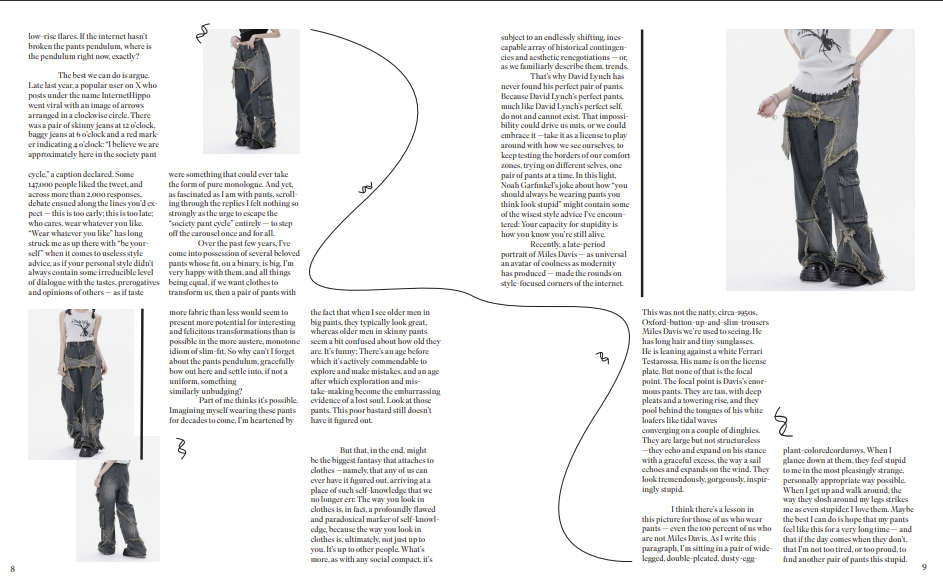 low-rise flares. If the internet hasn't
broken the pants pendulum, where is
the pendulum right now, exactly?
The best we can do is argue.
Late last year, a popular user on X who
posts under the name InternetHippo
went viral with an image of arrows
arranged in a clockwise circle. There
was a pair of skinny jeans at 12 o'clock,
baggy jeans at 6 o'clock and a red mark-
er indicating 4 o'clock: "I believe we are
approximately here in the society pant
cycle," a caption declared. Some
147,000 people liked the tweet, and
across more than 2,000 responses,
debate ensued along the lines you'd ex-
pect — this is too early; this is too late;
who cares, wear whatever you like.
"Wear whatever you like" has long
struck me as up there with "be your-
self" when it comes to useless style
advice, as if your personal style didn't
always contain some irreducible level
of dialogue with the tastes, prerogatives
and opinions of others — as if taste
were something that could ever take
the form of pure monologue. And yet,
as fascinated as I am with pants, scroll-
ing through the replies I felt nothing so
strongly as the urge to escape the
"society pant cycle" entirely — to step
off the carousel once and for all.
Over the past few years, I've
come into possession of several beloved
pants whose fit, on a binary, is big. I'm
very happy with them, and all things
being equal, if we want clothes to
transform us, then a pair of pants with
more fabric than less would seem to
present more potential for interesting
and felicitous transformations than is
possible in the more austere, monotone
idiom of slim-fit. So why can't I forget
about the pants pendulum, gracefully
bow out here and settle into, if not a
uniform, something
similarly unbudging?
Part of me thinks it's possible.
Imagining myself wearing these pants
for decades to come, I'm heartened by
the fact that when I see older men in
big pants, they typically look great,
whereas older men in skinny pants
seem a bit confused about how old they
are. It's funny: There's an age before
which it's actively commendable to
explore and make mistakes, and an age
after which exploration and mis-
take-making become the embarrassing
evidence of a lost soul. Look at those
pants. This poor bastard still doesn't
have it figured out.
But that, in the end, might
be the biggest fantasy that attaches to
clothes — namely, that any of us can
ever have it figured out, arriving at a
place of such self-knowledge that we
no longer err. The way you look in
clothes is, in fact, a profoundly flawed
and paradoxical marker of self-knowl-
edge, because the way you look in
clothes is, ultimately, not just up to
you. It's up to other people. What's
more, as with any social compact, it's
8
subject to an endlessly shifting, ines-
capable array of historical contingen-
cies and aesthetic renegotiations — or,
as we familiarly describe them, trends.
That's why David Lynch has
never found his perfect pair of pants.
Because David Lynch's perfect pants,
much like David Lynch's perfect self,
do not and cannot exist. That impossi-
bility could drive us nuts, or we could
embrace it — take it as a license to play
around with how we see ourselves, to
keep testing the borders of our comfort
zones, trying on different selves, one
pair of pants at a time. In this light,
Noah Garfinkel's joke about how "you
should always be wearing pants you
think look stupid" might contain some
of the wisest style advice I've encoun-
tered: Your capacity for stupidity is
how you know you're still alive.
Recently, a late-period
portrait of Miles Davis — as universal
an avatar of coolness as modernity
has produced — made the rounds on
style-focused corners of the internet.
This was not the natty, circa-1950s,
Oxford-button-up-and-slim-trousers
Miles Davis we're used to seeing. He
has long hair and tiny sunglasses.
He is leaning against a white Ferrari
Testarossa. His name is on the license
plate. But none of that is the focal
point. The focal point is Davis's enor-
mous pants. They are tan, with deep
pleats and a towering rise, and they
pool behind the tongues of his white
loafers like tidal waves
converging on a couple of dinghies.
They are large but not structureless
—they echo and expand on his stance
with a graceful excess, the way a sail
echoes and expands on the wind. They
look tremendously, gorgeously, inspir-
ingly stupid.
I think there's a lesson in
this picture for those of us who wear
pants — even the 100 percent of us who
are not Miles Davis. As I write this
paragraph, I'm sitting in a pair of wide-
legged, double-pleated, dusty-egg-
plant-coloredcorduroys. When I
glance down at them, they feel stupid
to me in the most pleasingly strange,
personally appropriate way possible.
When I get up and walk around, the
way they slosh around my legs strikes
me as even stupider. I love them. Maybe
the best I can do is hope that my pants
feel like this for a very long time — and
that if the day comes when they don't,
that I'm not too tired, or too proud, to
find another pair of pants this stupid.
9